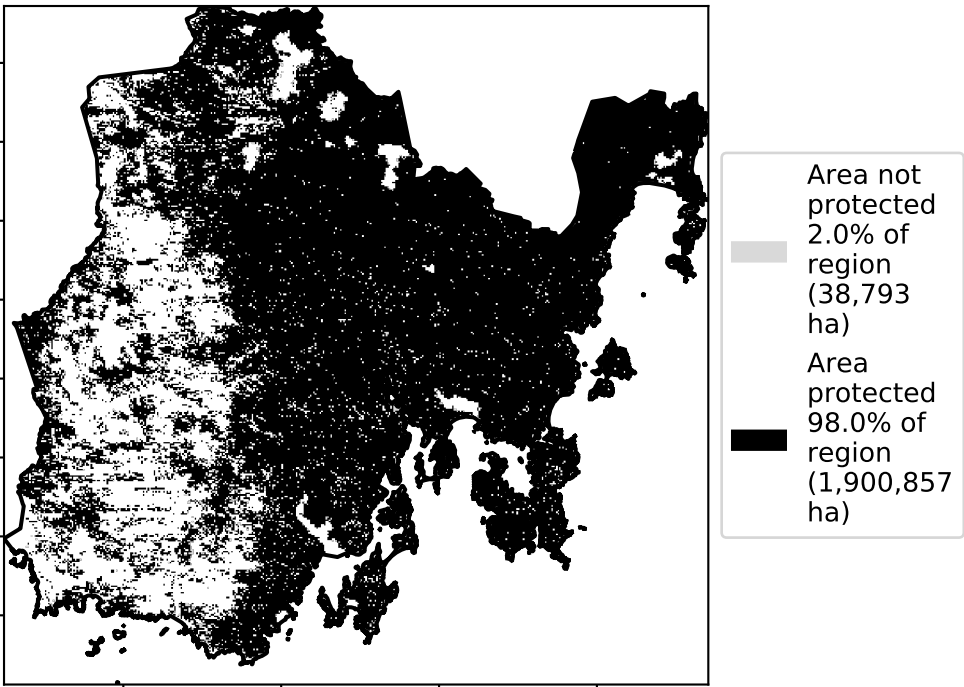 Area not
protected
2.0% of
region
(38,793
ha)
Area
protected
98.0% of
region
(1,900,857
ha)